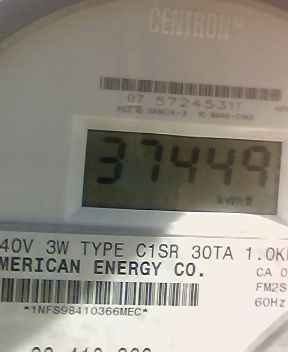 CENTRON®
07 57245311
37449
kWh
40V 3W TYPE C1SR 30TA 1.0K
MERICAN ENERGY CO.
CA 0
FM2S
60Hz
*1NFS98410366MEC*